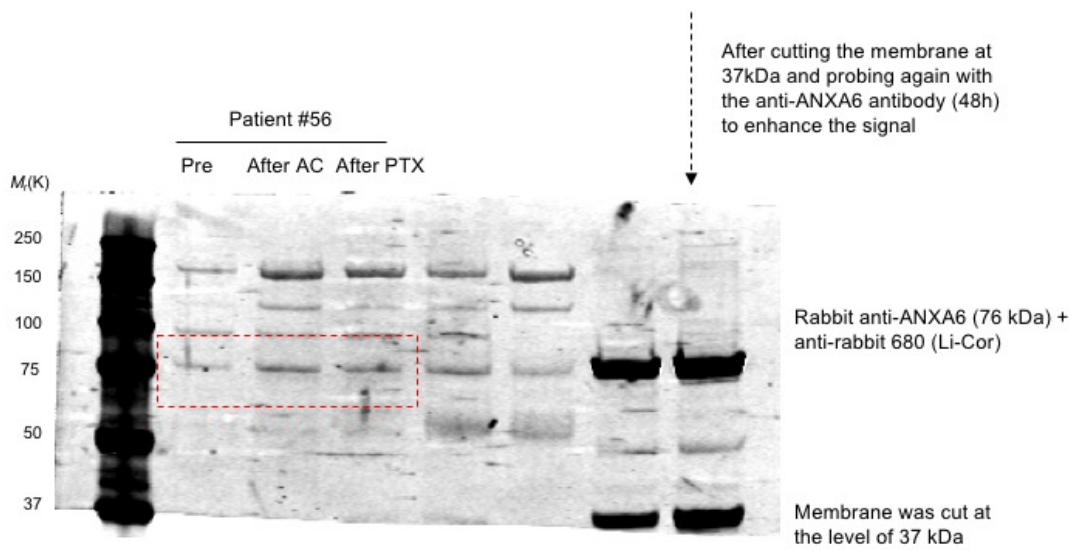 After cutting the membrane at
37kDa and probing again with
the anti-ANXA6 antibody (48h)
to enhance the signal
Patient #56
Pre After AC After PTX
Mr(K)
250
150
100
75
50
37
Rabbit anti-ANXA6 (76 kDa) +
anti-rabbit 680 (Li-Cor)
Membrane was cut at
the level of 37 kDa